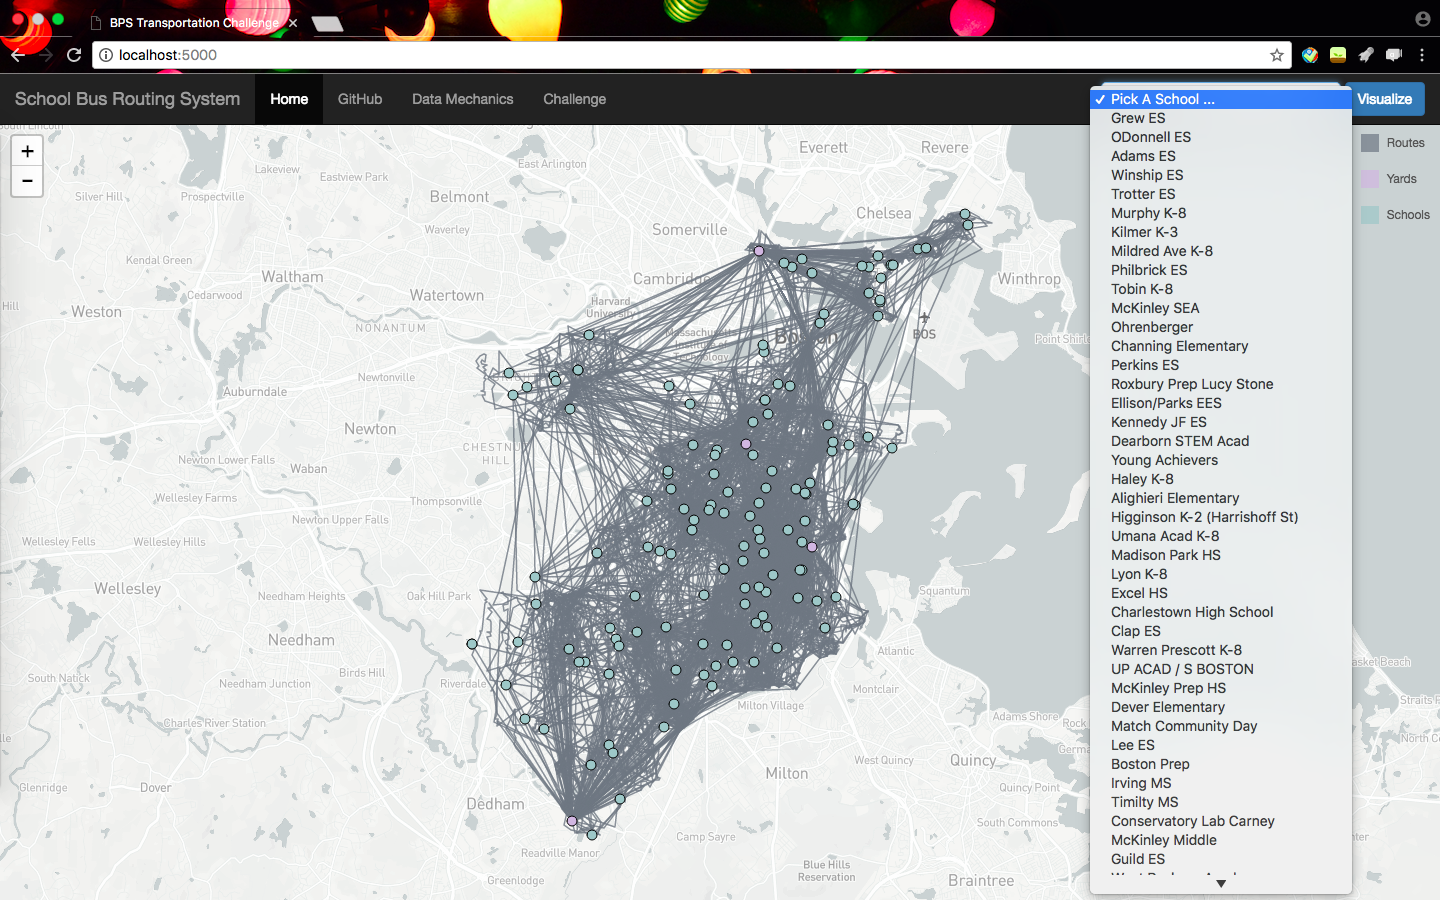 BPS Transportation Challenge
localhost:5000
School Bus Routing System
Home
GitHub
Data Mechanics
Challenge
Visualize
Pick A School ...
Grew ES
ODonnell ES
Adams ES
Winship ES
Trotter ES
Murphy K-8
Kilmer K-3
Mildred Ave K-8
Philbrick ES
Tobin K-8
McKinley SEA
Ohrenberger
Channing Elementary
Perkins ES
Roxbury Prep Lucy Stone
Ellison/Parks EES
Kennedy JF ES
Dearborn STEM Acad
Young Achievers
Haley K-8
Alighieri Elementary
Higginson K-2 (Harrishoff St)
Umana Acad K-8
Madison Park HS
Lyon K-8
Excel HS
Charlestown High School
Clap ES
Warren Prescott K-8
UP ACAD / S BOSTON
McKinley Prep HS
Dever Elementary
Match Community Day
Lee ES
Boston Prep
Irving MS
Timilty MS
Conservatory Lab Carney
McKinley Middle
Guild ES
Routes
Yards
Schools
+
−
Lakeview
Eastview Park
East Arlington
Everett
Revere
Silver Hill
Prospectville
Belmont
Waverley
Somerville
Chelsea
Kendal Green
Waltham
Cedarwood
Watertown
Cambridge
Winthrop
Hill
Weston
NONANTUM
Harvard
University
Massachusetts
Institute of
Technology
Boston
BOS
Point Shirley
Auburndale
Newtonville
Newton
CHESTNUT
HILL
Newton Lower Falls
Waban
Wellesley Farms
Thompsonville
Newton Upper Falls
Wellesley Fells
Wellesley Hills
Wellesley
Newton Heights
Oak Hill Park
Squantum
Needham
Atlantic
Birds Hill
South Natick
Needham Junction
Riverdale
Montclair
Milton Village
Adams Shore
Rock
Charles River Station
Germa
West Quincy
Quincy
Milton
Glenridge
Dover
Dedham
Quincy Point
South Commons
Camp Sayre
Readville Manor
Blue Hills
Reservation
Greenlodge
Braintree
asket Beach
Straits P
North C